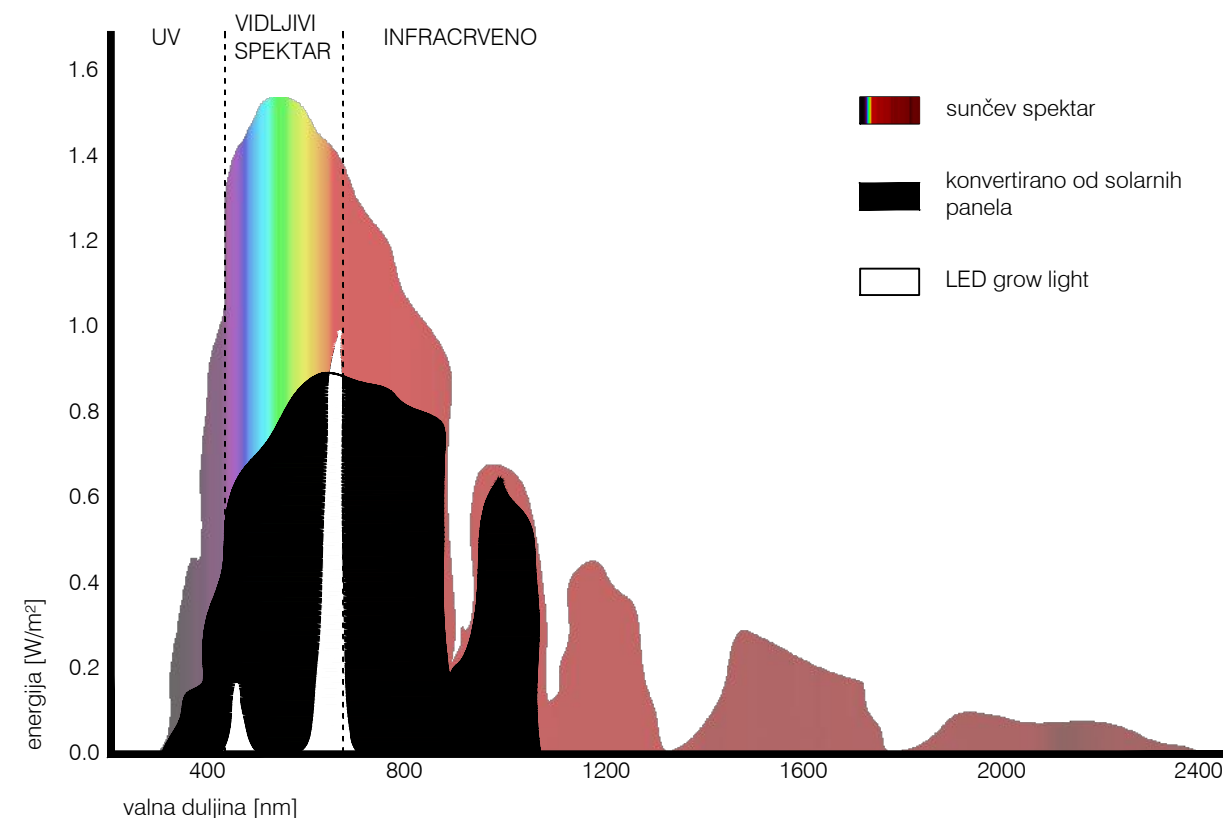 UV
VIDLJIVI
SPEKTAR
INFRACRVENO
1.6
1.4
1.2
1.0
0.8
0.6
0.4
0.2
0.0
energija [W/m²]
400
800
1200
1600
2000
2400
valna duljina [nm]
sunčev spektar
konvertirano od solarnih
panela
LED grow light